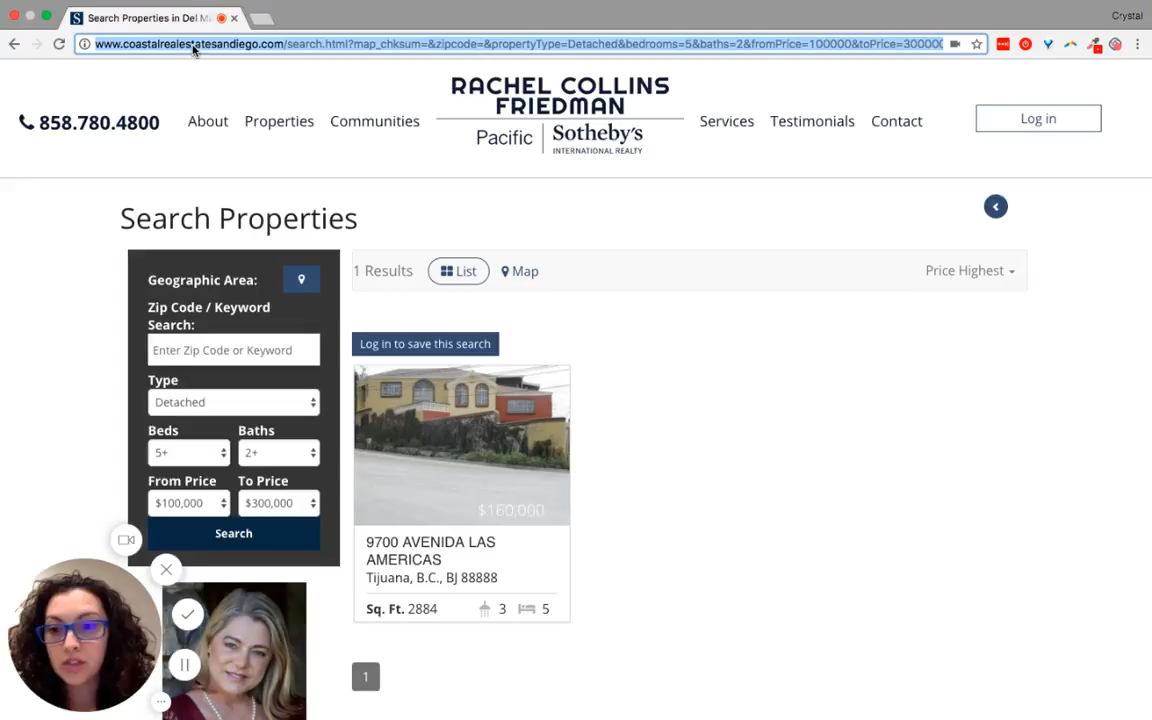 Search Properties in Del M
Crystal
www.coastalrealestatesandiego.com/search.html?map_chksum=&zipcode=&propertyType=Detached&bedrooms=5&baths=2&fromPrice=100000&toPrice=300000
RACHEL COLLINS
FRIEDMAN
Pacific
Sotheby's
INTERNATIONAL REALTY
858.780.4800
About
Properties
Communities
Services
Testimonials
Contact
Log in
Search Properties
Geographic Area:
Zip Code / Keyword
Search:
Enter Zip Code or Keyword
Type
Detached
Beds
Baths
5+
2+
From Price
To Price
$100,000
$300,000
Search
1 Results
List
Map
Price Highest
Log in to save this search
$160,000
9700 AVENIDA LAS
AMERICAS
Tijuana, B.C., BJ 88888
Sq. Ft. 2884
3
5
1